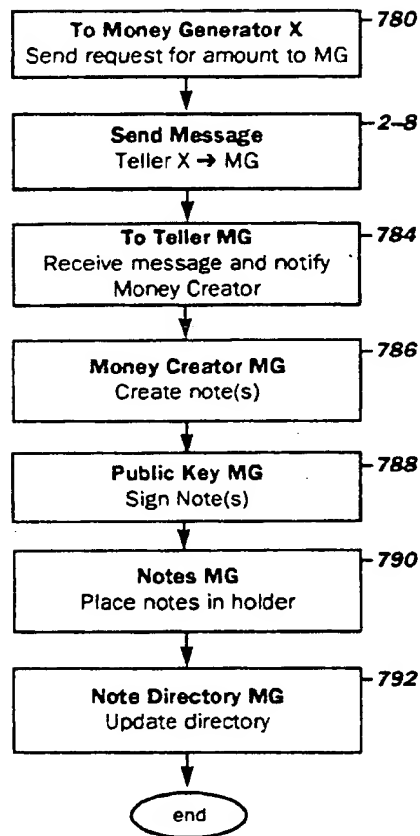 To Money Generator X
780
Send request for amount to MG
Send Message
2–8
Teller X → MG
To Teller MG
784
Receive message and notify
Money Creator
Money Creator MG
786
Create note(s)
Public Key MG
788
Sign Note(s)
Notes MG
790
Place notes in holder
Note Directory MG
792
Update directory
end